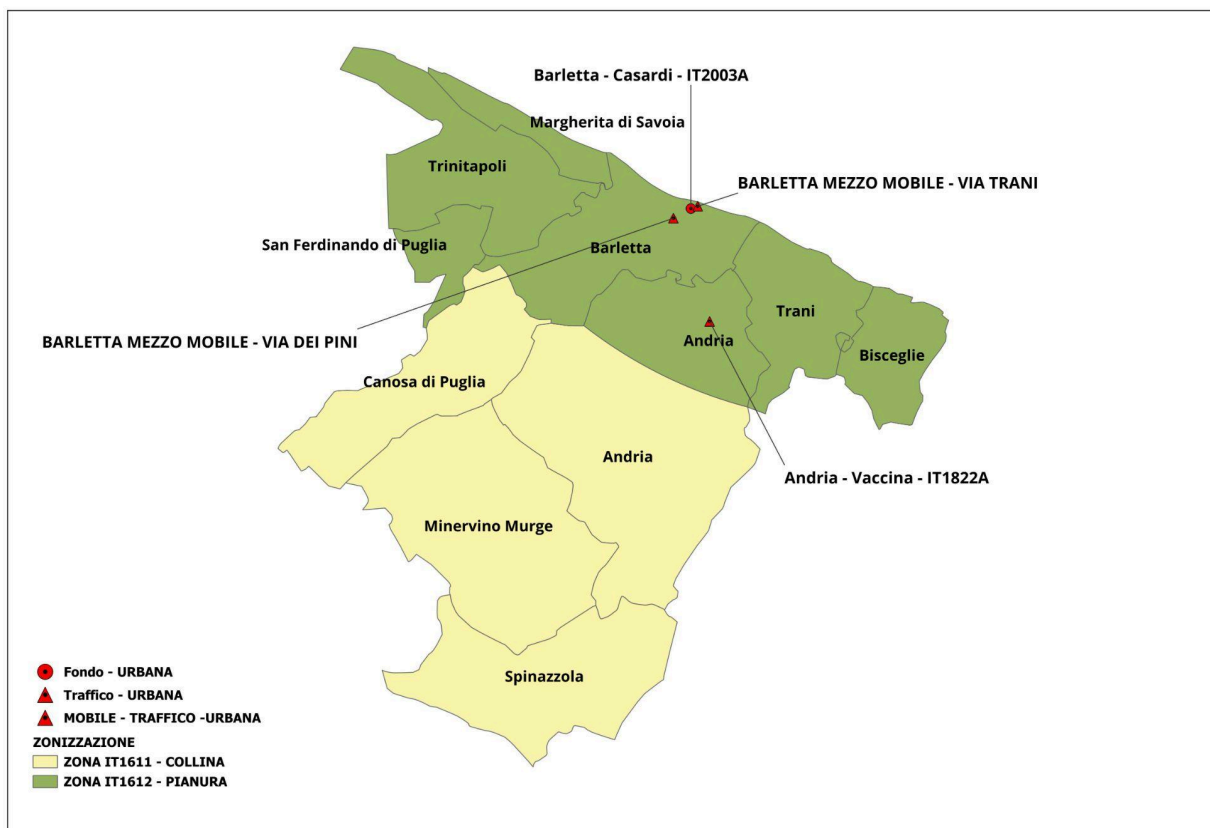 Barletta - Casardi - IT2003A
Margherita di Savoia
Trinitapoli
BARLETTA MEZZO MOBILE - VIA TRANI
San Ferdinando di Puglia
Barletta
Trani
BARLETTA MEZZO MOBILE - VIA DEI PINI
Andria
Bisceglie
Canosa di Puglia
Andria
Andria - Vaccina - IT1822A
Minervino Murge
Spinazzola
Fondo - URBANA
Traffico - URBANA
MOBILE - TRAFFICO -URBANA
ZONIZZAZIONE
ZONA IT1611 - COLLINA
ZONA IT1612 - PIANURA